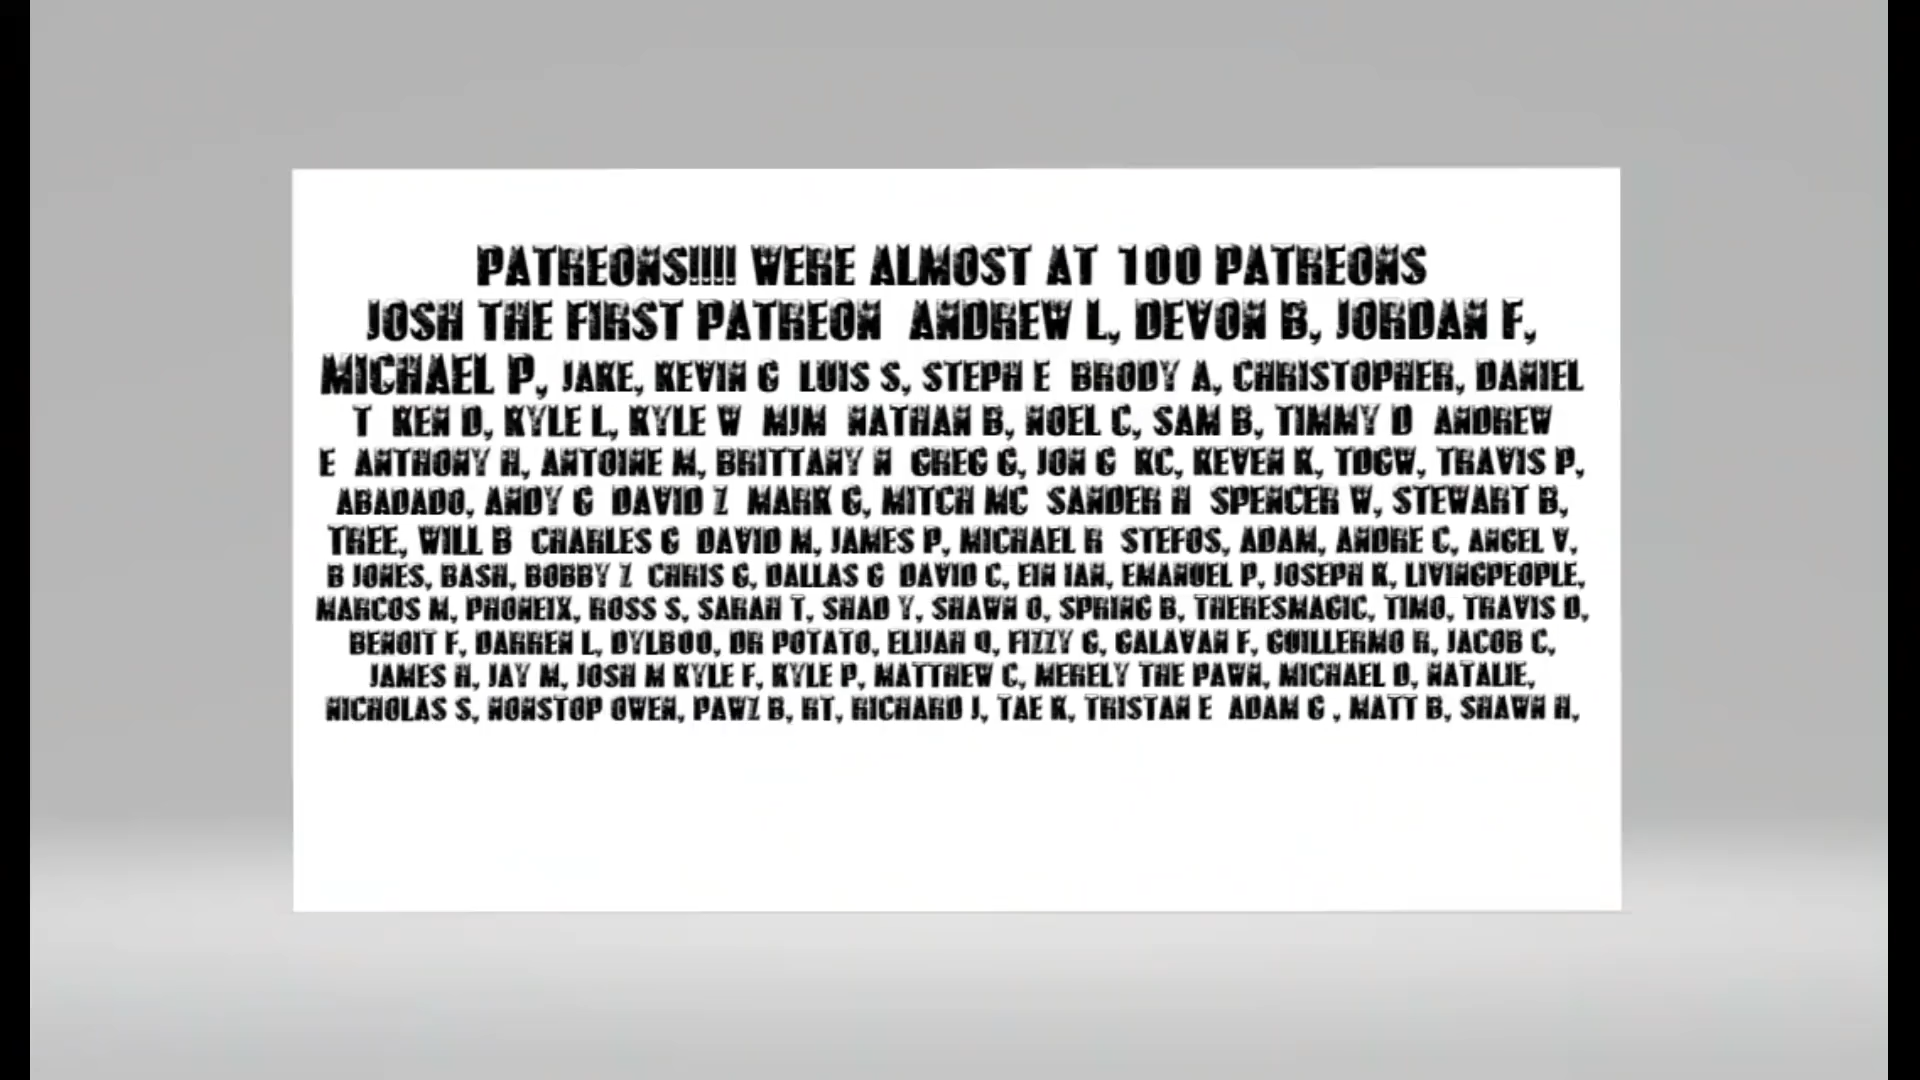 PATREONS!!!! WERE ALMOST AT 100 PATREONS
JOSH THE FIRST PATREON ANDREW L, DEVON B, JORDAN F,
MICHAEL P, JAKE, KEVIN G LUIS S, STEPH E BRODY A, CHRISTOPHER, DANIEL
T KEN D, KYLE L, KYLE W MJM NATHAN B, NOEL C, SAM B, TIMMY D ANDREW
E ANTHONY H, ANTOINE M, BRITTANY N GREG G, JON G KC, KEVEN K, TDGW, TRAVIS P,
ABADADO, ANDY G DAVID Z MARK G, MITCH MC SANDER H SPENCER W, STEWART B,
TREE, WILL B CHARLES G DAVID M, JAMES P, MICHAEL R STEFOS, ADAM, ANDRE C, ANGEL V,
B JONES, BASH, BOBBY Z CHRIS G, DALLAS G DAVID C, EIN IAN, EMANUEL P, JOSEPH K, LIVINGPEOPLE,
MARCOS M, PHONEIX, ROSS S, SARAH T, SHAD Y, SHAWN O, SPRING B, THERESMAGIC, TIMO, TRAVIS D,
BENOIT F, DARREN L, DYLBOO, DR POTATO, ELIJAH Q, FIZZY G, GALAVAN F, GUILLERMO R, JACOB C,
JAMES H, JAY M, JOSH M KYLE F, KYLE P, MATTHEW C, MERELY THE PAWN, MICHAEL D, NATALIE,
NICHOLAS S, NONSTOP OWEN, PAWZ B, RT, RICHARD J, TAE K, TRISTAN E ADAM G , MATT B, SHAWN H,